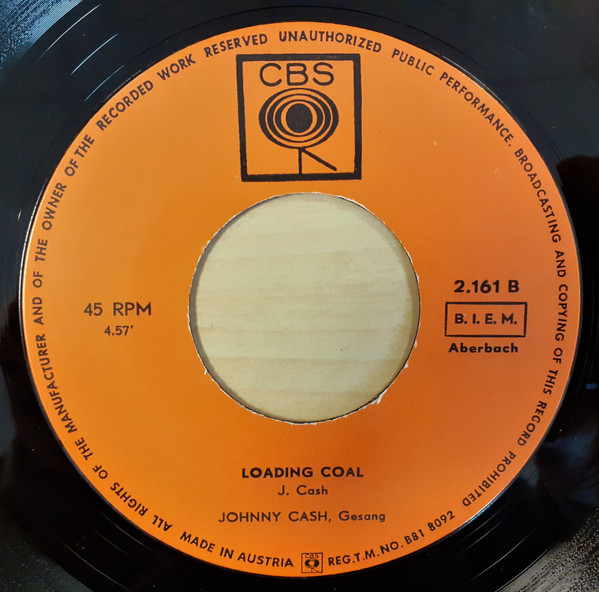 ALL RIGHTS OF THE MANUFACTURER AND OF THE OWNER OF THE RECORDED WORK RESERVED UNAUTHORIZED PUBLIC PERFORMANCE, BROADCASTING AND COPYING OF THIS RECORD PROHIBITED
CBS
45 RPM
4.57'
2.161 B
B. I. E. M.
Aberbach
LOADING COAL
J. Cash
JOHNNY CASH, Gesang
MADE IN AUSTRIA CBS REG.T.M.NO. B81 8092